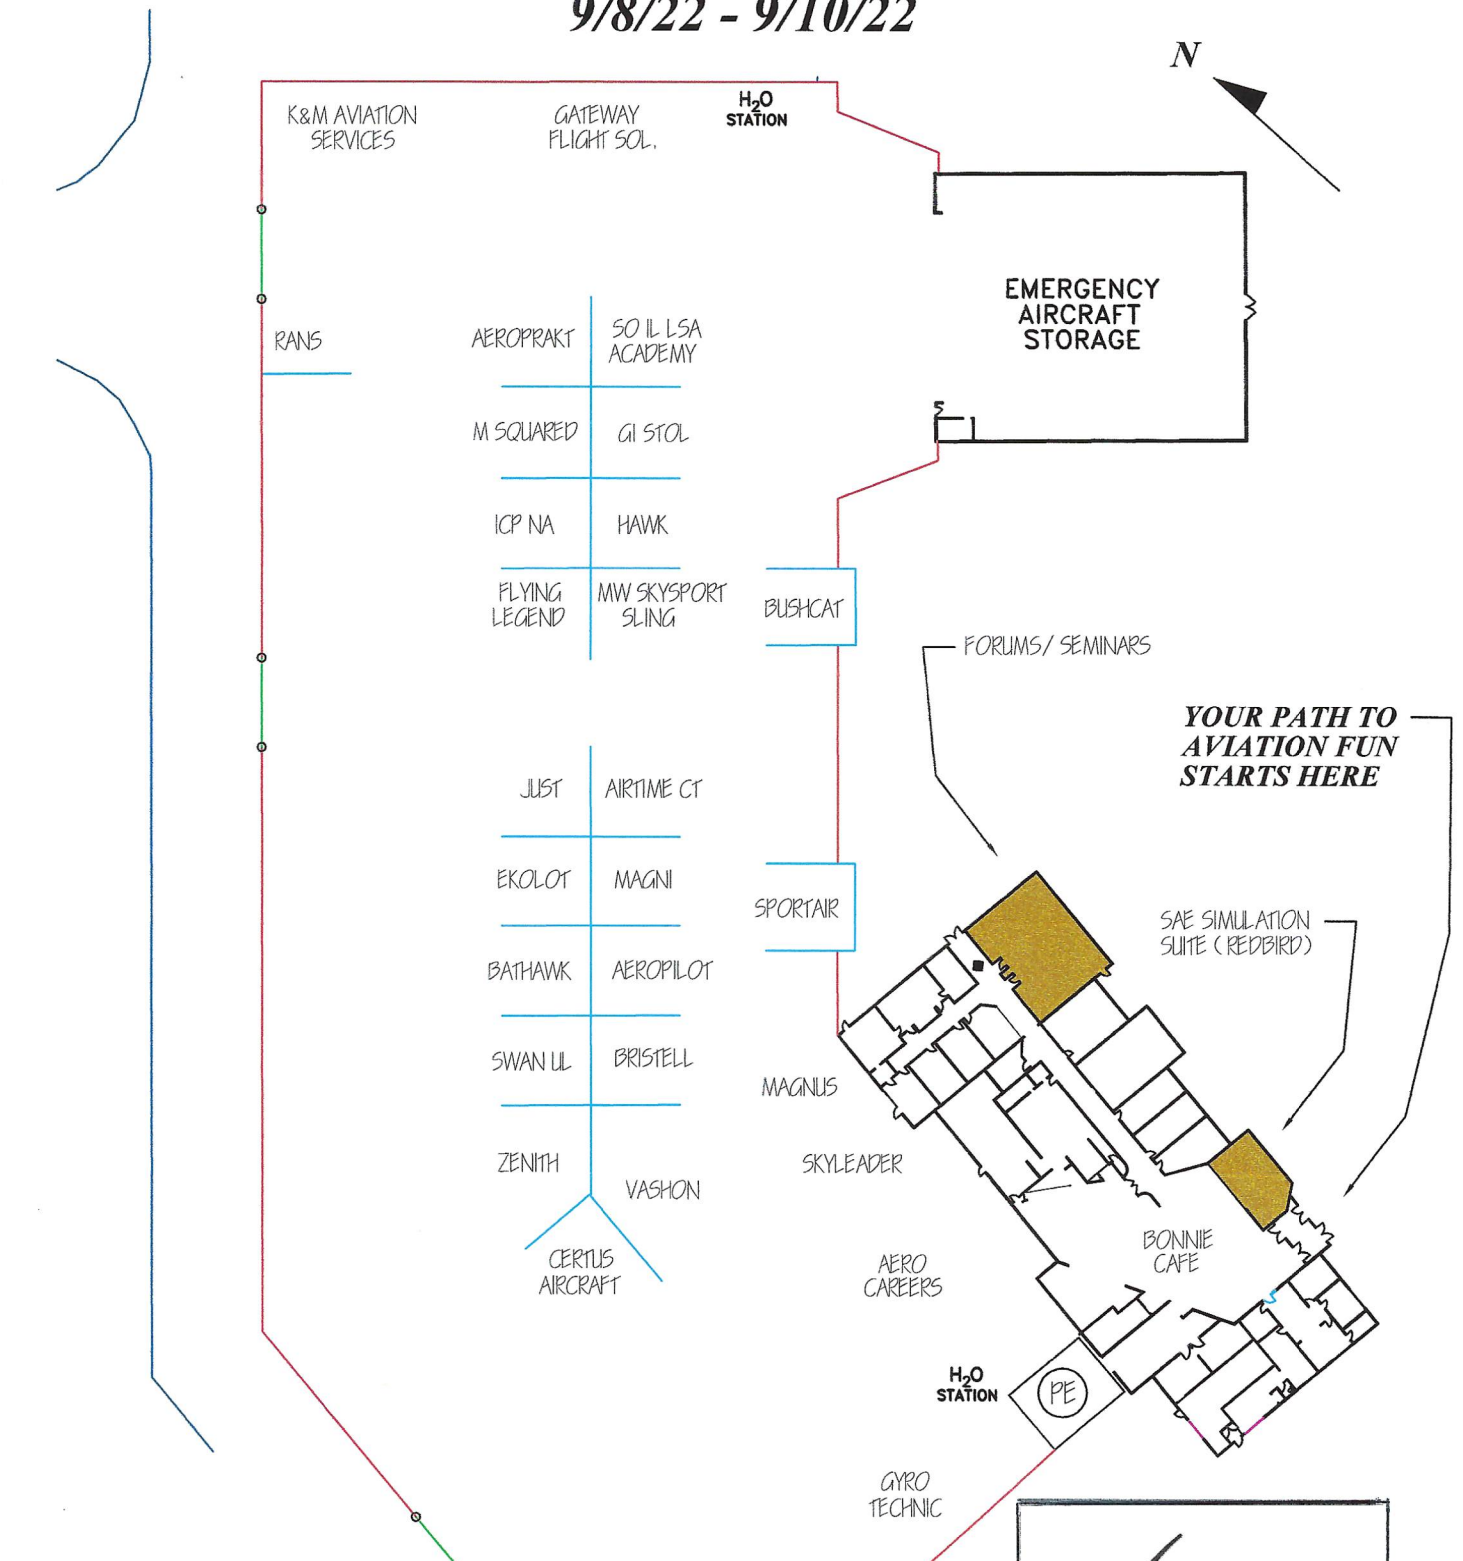 9/8/22 - 9/10/22
N
K&M AVIATION
SERVICES
GATEWAY
FLIGHT SOL.
H2O
STATION
EMERGENCY
AIRCRAFT
STORAGE
RANS
AEROPRAKT
SO IL LSA
ACADEMY
M SQUARED
G1 STOL
ICP NA
HAWK
FLYING
LEGEND
MW SKYSPORT
SLING
BUSHCAT
FORUMS/ SEMINARS
YOUR PATH TO
AVIATION FUN
STARTS HERE
JUST
AIRTIME CT
EKOLOT
MAGNI
SPORTAIR
SAE SIMULATION
SUITE ( REDBIRD)
BATHAWK
AEROPILOT
SWAN UL
BRISTELL
MAGNUS
ZENITH
VASHON
SKYLEADER
CERTUS
AIRCRAFT
AERO
CAREERS
BONNIE
CAFE
H2O
STATION
PE
GYRO
TECHNIC